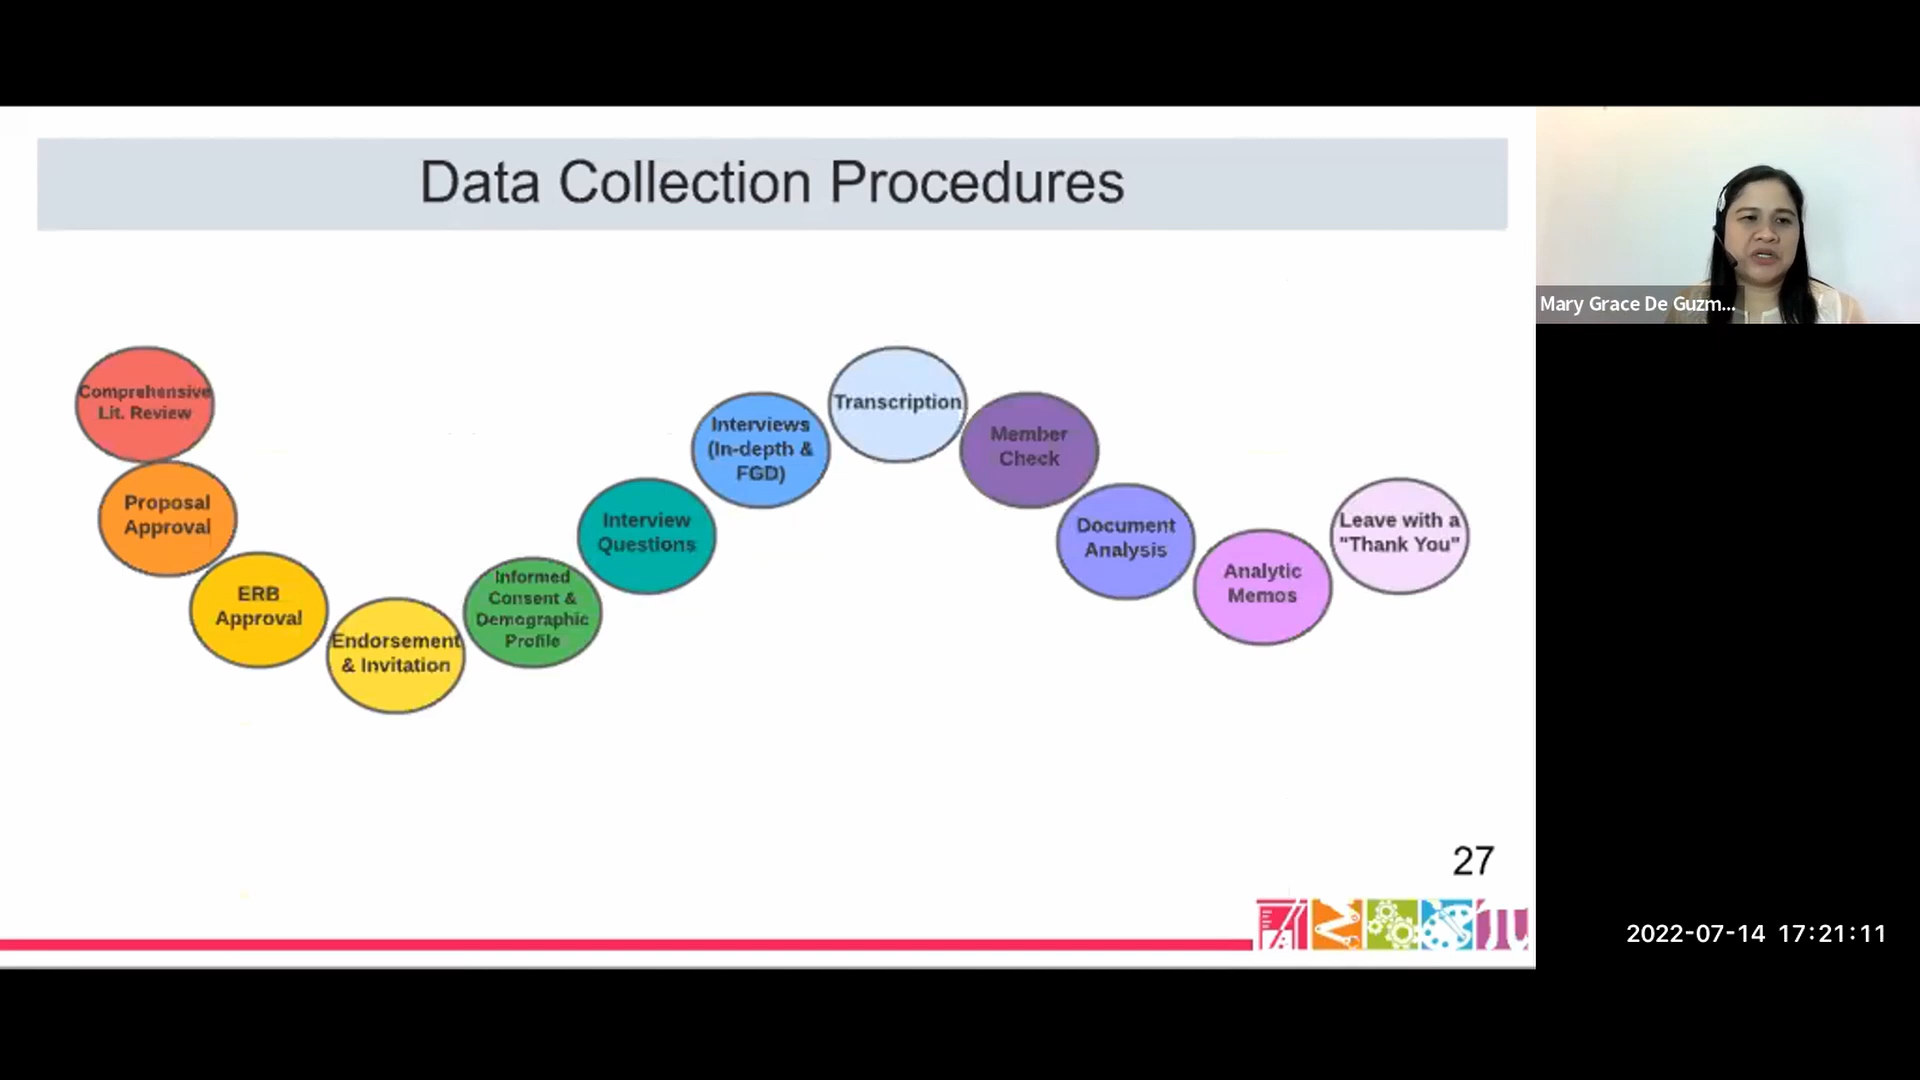 Data Collection Procedures
Mary Grace De Guzm...
Comprehensive
Lit. Review
Proposal
Approval
ERB
Approval
Endorsement
& Invitation
Informed
Consent &
Demographic
Profile
Interview
Questions
Interviews
(In-depth &
FGD)
Transcription
Member
Check
Document
Analysis
Analytic
Memos
Leave with a
"Thank You"
27
2022-07-14 17:21:11